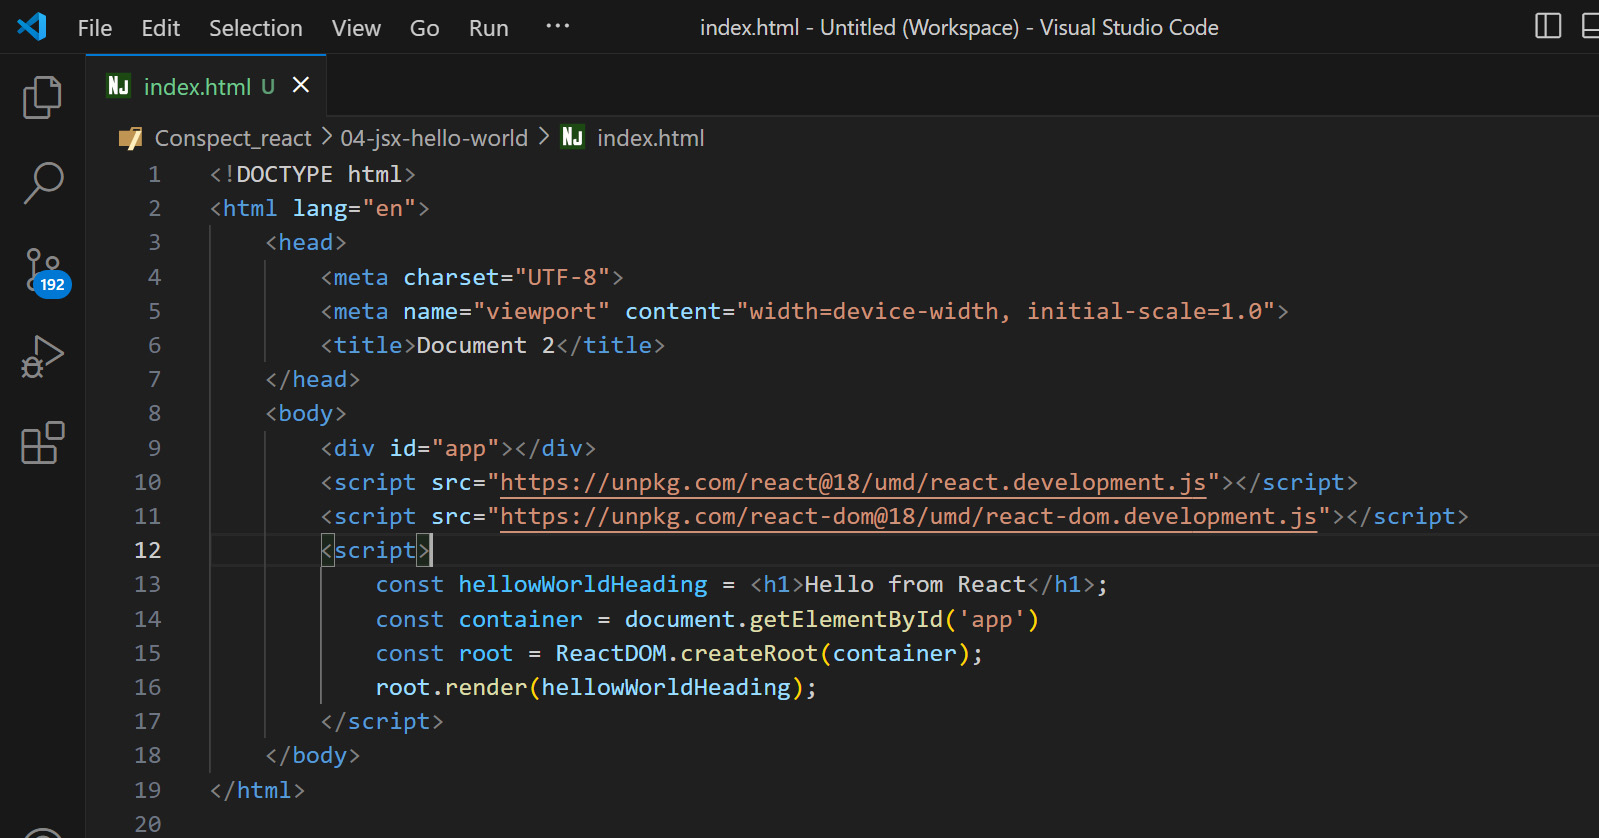 File Edit Selection View Go Run ··· index.html - Untitled (Workspace) - Visual Studio Code
NJ index.html U
Conspect_react > 04-jsx-hello-world > NJ index.html
1 <!DOCTYPE html>
2 <html lang="en">
3 <head>
4 <meta charset="UTF-8">
5 <meta name="viewport" content="width=device-width, initial-scale=1.0">
6 <title>Document 2</title>
7 </head>
8 <body>
9 <div id="app"></div>
10 <script src="https://unpkg.com/react@18/umd/react.development.js"></script>
11 <script src="https://unpkg.com/react-dom@18/umd/react-dom.development.js"></script>
12 <script>
13 const hellowWorldHeading = <h1>Hello from React</h1>;
14 const container = document.getElementById('app')
15 const root = ReactDOM.createRoot(container);
16 root.render(hellowWorldHeading);
17 </script>
18 </body>
19 </html>
20
192